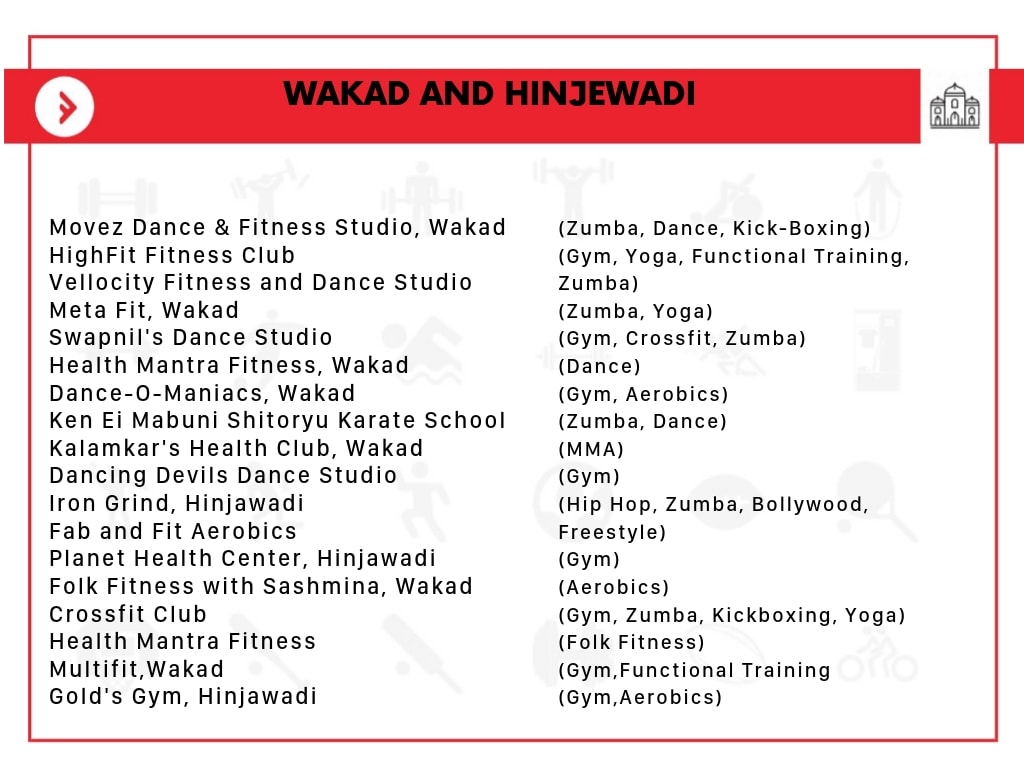 WAKAD AND HINJEWADI
Movez Dance & Fitness Studio, Wakad
HighFit Fitness Club
Vellocity Fitness and Dance Studio
Meta Fit, Wakad
Swapnil's Dance Studio
Health Mantra Fitness, Wakad
Dance-O-Maniacs, Wakad
Ken Ei Mabuni Shitoryu Karate School
Kalamkar's Health Club, Wakad
Dancing Devils Dance Studio
Iron Grind, Hinjawadi
Fab and Fit Aerobics
Planet Health Center, Hinjawadi
Folk Fitness with Sashmina, Wakad
Crossfit Club
Health Mantra Fitness
Multifit,Wakad
Gold's Gym, Hinjawadi
(Zumba, Dance, Kick-Boxing)
(Gym, Yoga, Functional Training,
Zumba)
(Zumba, Yoga)
(Gym, Crossfit, Zumba)
(Dance)
(Gym, Aerobics)
(Zumba, Dance)
(MMA)
(Gym)
(Hip Hop, Zumba, Bollywood,
Freestyle)
(Gym)
(Aerobics)
(Gym, Zumba, Kickboxing, Yoga)
(Folk Fitness)
(Gym,Functional Training
(Gym,Aerobics)